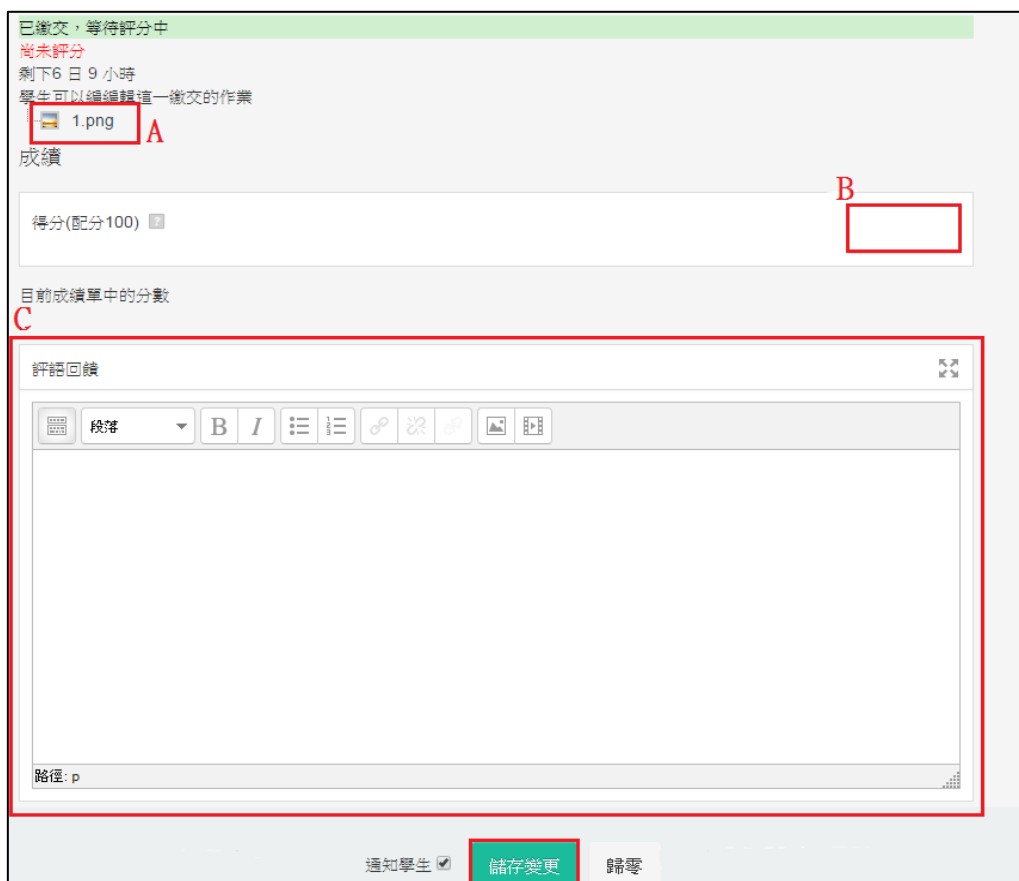 已繳交，等待評分中
尚未評分
剩下6 日 9 小時
學生可以編編輯這一繳交的作業
1.png
A
成績
B
得分(配分100) ?
目前成績單中的分數
C
評語回饋
段落 B I
路徑: p
通知學生 儲存變更 歸零